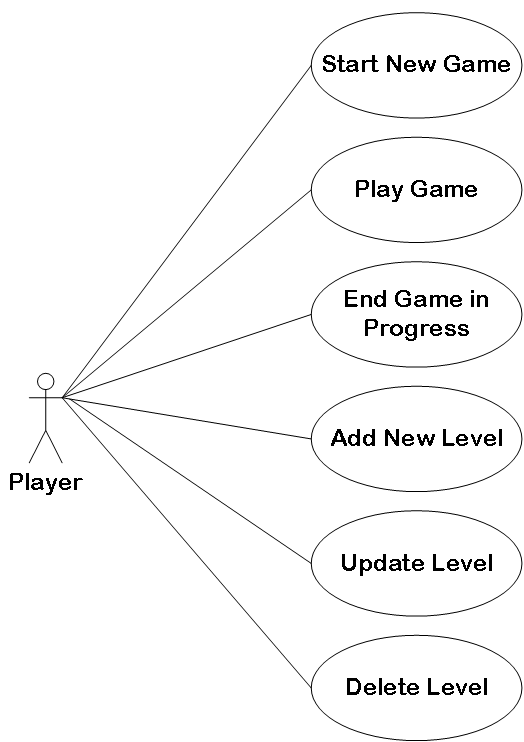 Start New Game
Play Game
End Game in
Progress
Add New Level
Player
Update Level
Delete Level